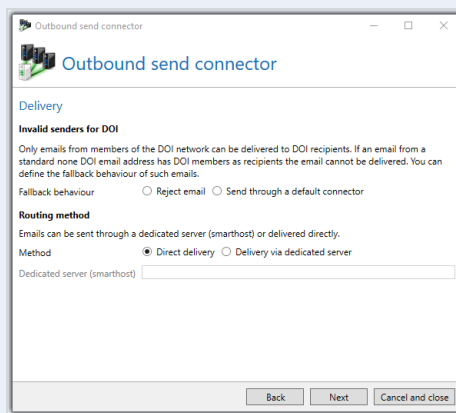 Outbound send connector
Outbound send connector
Delivery
Invalid senders for DOI
Only emails from members of the DOI network can be delivered to DOI recipients. If an email from a
standard none DOI email address has DOI members as recipients the email cannot be delivered. You can
define the fallback behaviour of such emails.
Fallback behaviour Reject email Send through a default connector
Routing method
Emails can be sent through a dedicated server (smarthost) or delivered directly.
Method Direct delivery Delivery via dedicated server
Dedicated server (smarthost)
Back Next Cancel and close